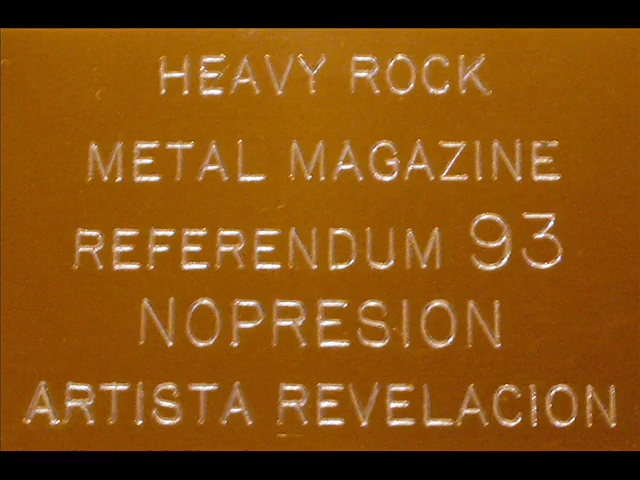 HEAVY ROCK
METAL MAGAZINE
REFERENDUM 93
NOPRESION
ARTISTA REVELACION